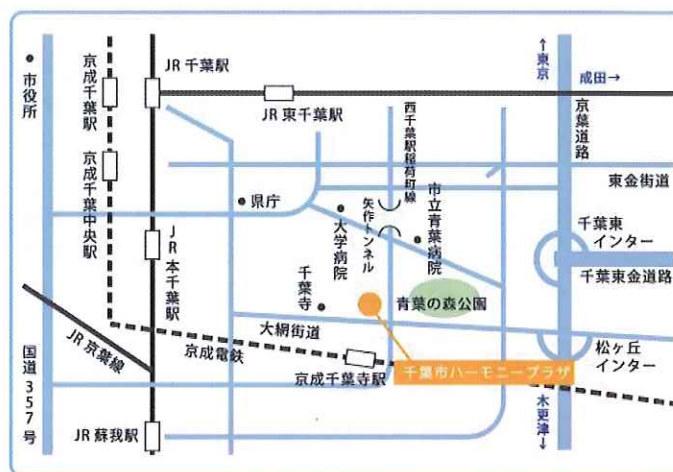 市役所
京成千葉駅
京成千葉中央駅
JR千葉駅
JR東千葉駅
西千葉駅稲荷町線
↑東京
成田→
京葉道路
東金街道
県庁
大学病院
矢作トンネル
市立青葉病院
千葉東
インター
千葉東金道路
JR本千葉駅
千葉寺
青葉の森公園
大網街道
松ヶ丘
インター
国道357号
JR京葉線
京成電鉄
京成千葉寺駅
千葉市ハーモニープラザ
木更津↓
JR蘇我駅